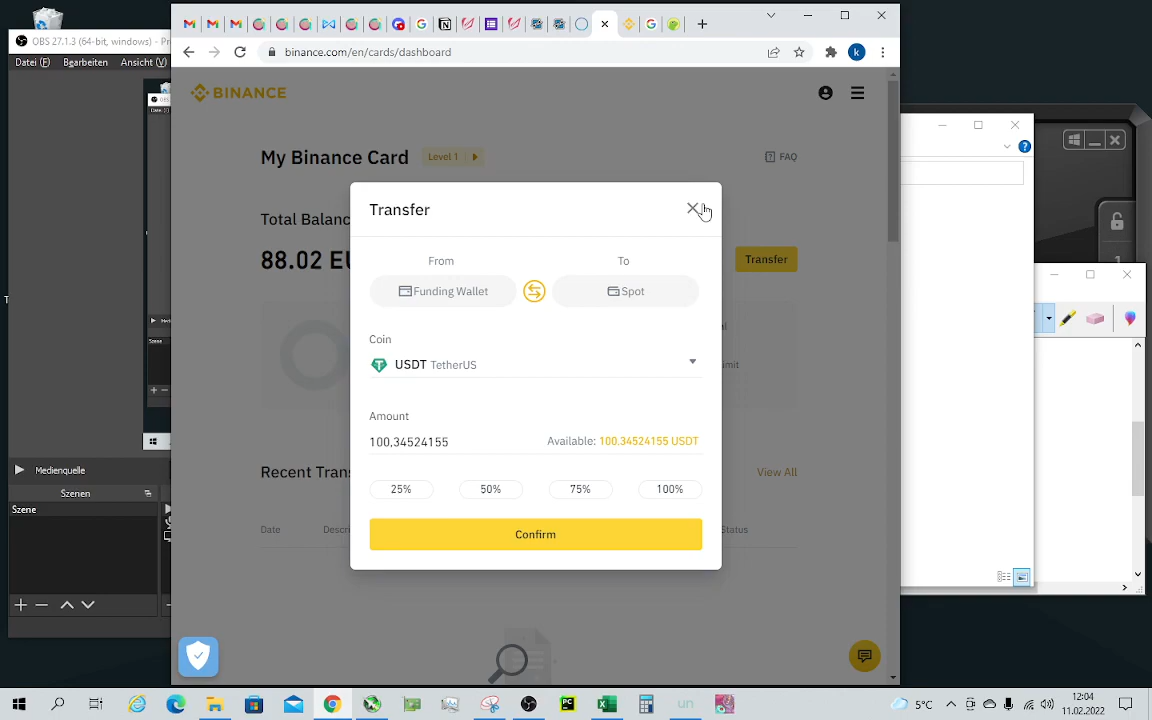 OBS 27.1.3 (64-bit, windows) - Pr
Datei (F)
Bgarbeiten
Ansicht (V)
binance.com/en/cards/dashboard
k
BINANCE
My Binance Card
Level 1
FAQ
Total Balanc
88.02 EU
Transfer
Transfer
From
To
Funding Wallet
Spot
Coin
USDT TetherUS
Amount
100,34524155
Available: 100.34524155 USDT
25%
50%
75%
100%
Confirm
Recent Tran
View All
Date
Descri
Status
Medienquelle
Szenen
Szene
5°C
12:04
11.02.2022